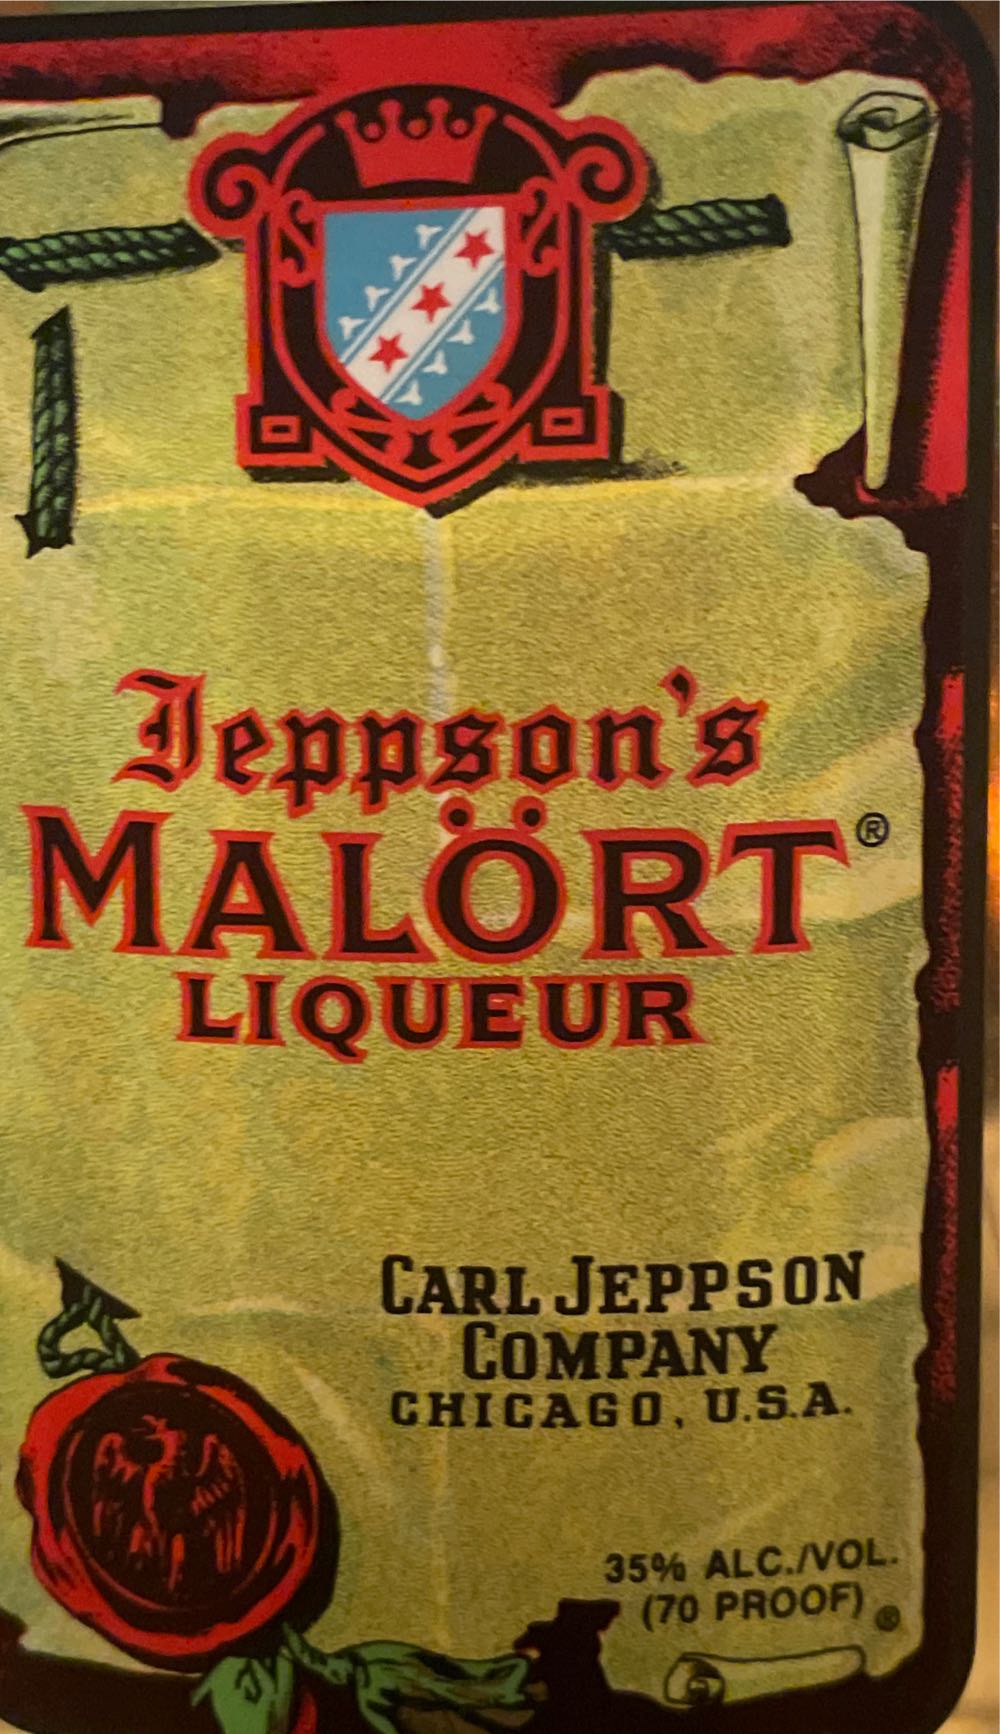 Jeppson's
MALÖRT®
LIQUEUR
CARL JEPPSON
COMPANY
CHICAGO, U.S.A.
35% ALC./VOL.
(70 PROOF) ®